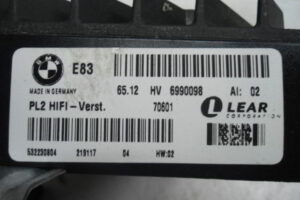 BMW E83
MADE IN GERMANY 65.12 HV 6990098 AI: 02
PL2 HIFI-Verst. 70601 LEAR
CORPORATION
532230804 219117 04 HW:02